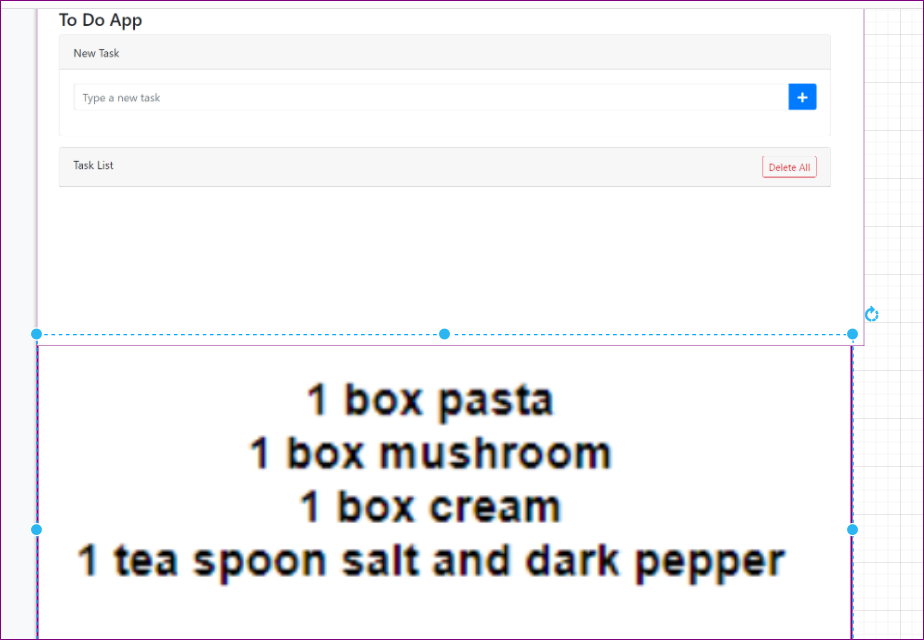 To Do App
New Task
Type a new task
+
Task List
Delete All
1 box pasta
1 box mushroom
1 box cream
1 tea spoon salt and dark pepper